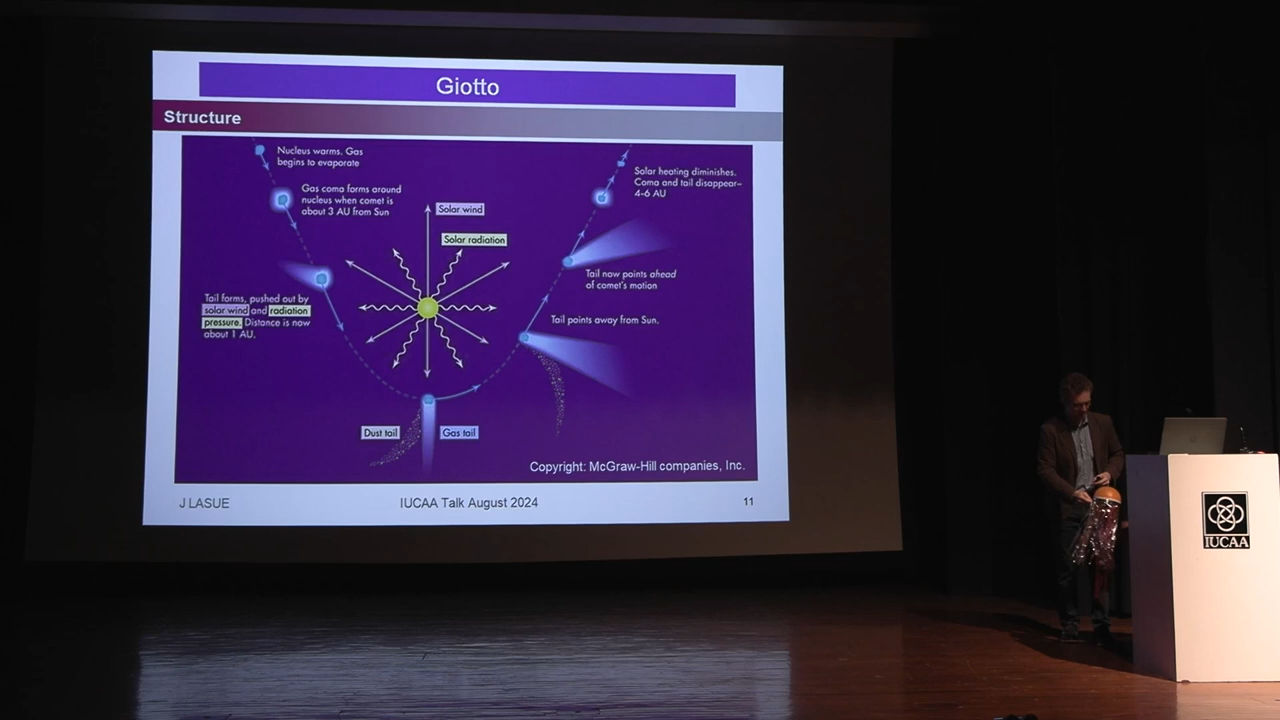 Giotto
Structure
Nucleus warms. Gas
begins to evaporate
Gas coma forms around
nucleus when comet is
about 3 AU from Sun
Tail forms, pushed out by
solar wind and radiation
pressure. Distance is now
about 1 AU.
Solar wind
Solar radiation
Dust tail
Gas tail
Solar heating diminishes.
Coma and tail disappear–
4-6 AU
Tail now points ahead
of comet's motion
Tail points away from Sun.
Copyright: McGraw-Hill companies, Inc.
J LASUE
IUCAA Talk August 2024
11
IUCAA